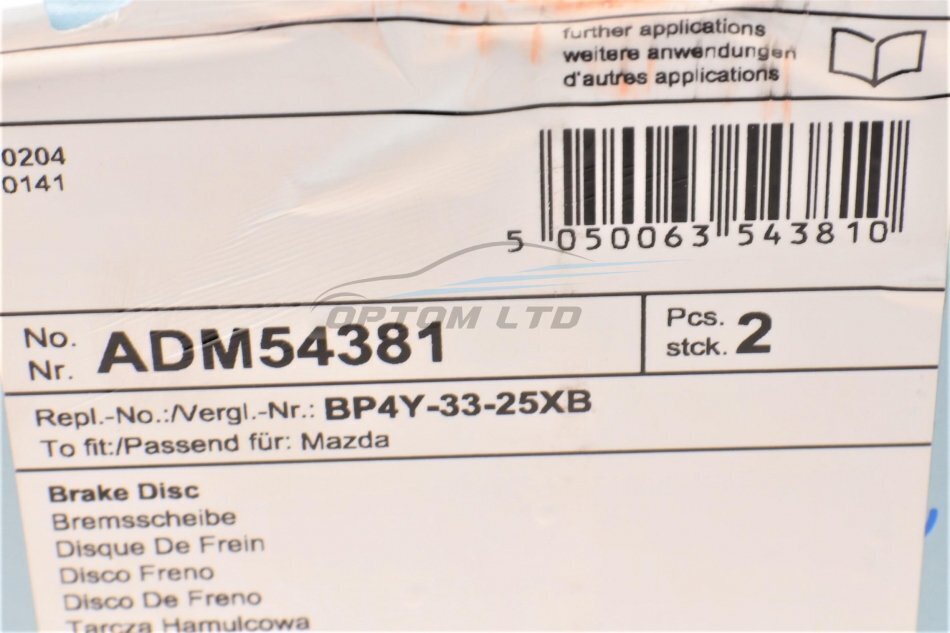 further applications
weitere anwendungen
d'autres applications
0204
0141
5 050063 543810
OPTOM LTD
No.
Nr. ADM54381
Pcs.
stck. 2
Repl.-No.:/Vergl.-Nr.: BP4Y-33-25XB
To fit:/Passend für: Mazda
Brake Disc
Bremsscheibe
Disque De Frein
Disco Freno
Disco De Freno
Tarcza Hamulcowa